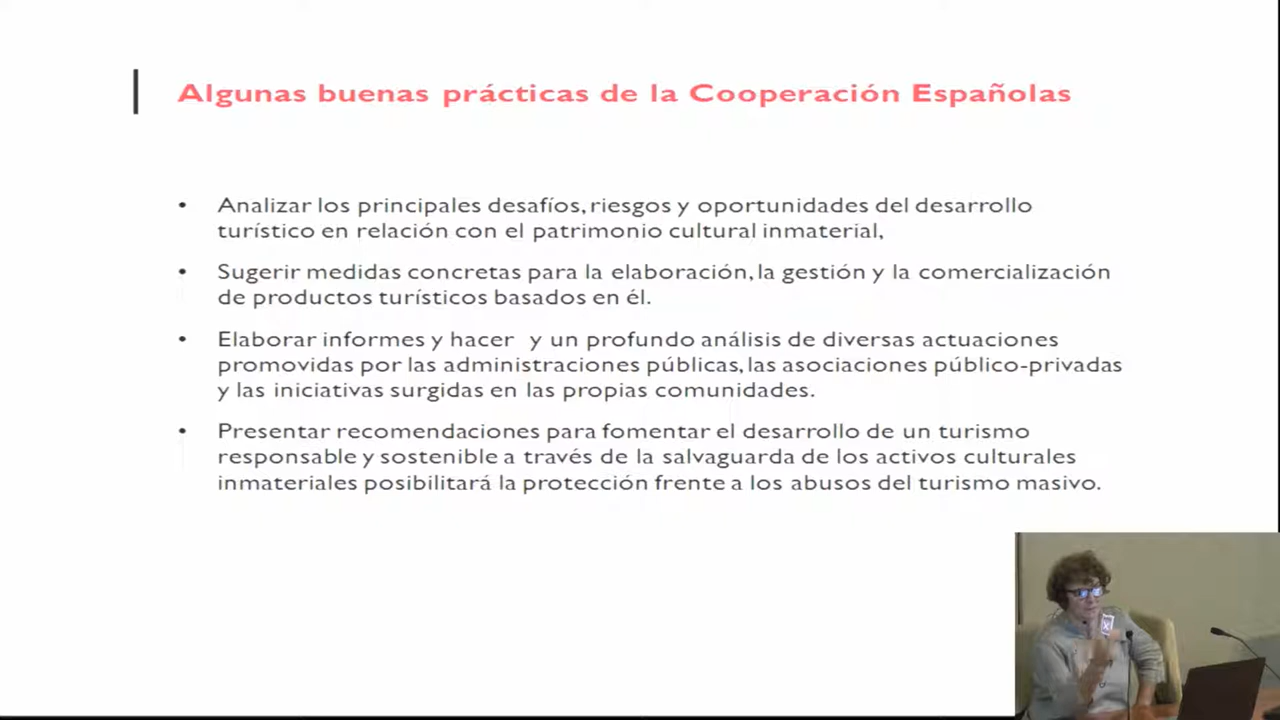 Algunas buenas prácticas de la Cooperación Españolas
• Analizar los principales desafíos, riesgos y oportunidades del desarrollo
turístico en relación con el patrimonio cultural inmaterial,
• Sugerir medidas concretas para la elaboración, la gestión y la comercialización
de productos turísticos basados en él.
• Elaborar informes y hacer y un profundo análisis de diversas actuaciones
promovidas por las administraciones públicas, las asociaciones público-privadas
y las iniciativas surgidas en las propias comunidades.
• Presentar recomendaciones para fomentar el desarrollo de un turismo
responsable y sostenible a través de la salvaguarda de los activos culturales
inmateriales posibilitará la protección frente a los abusos del turismo masivo.